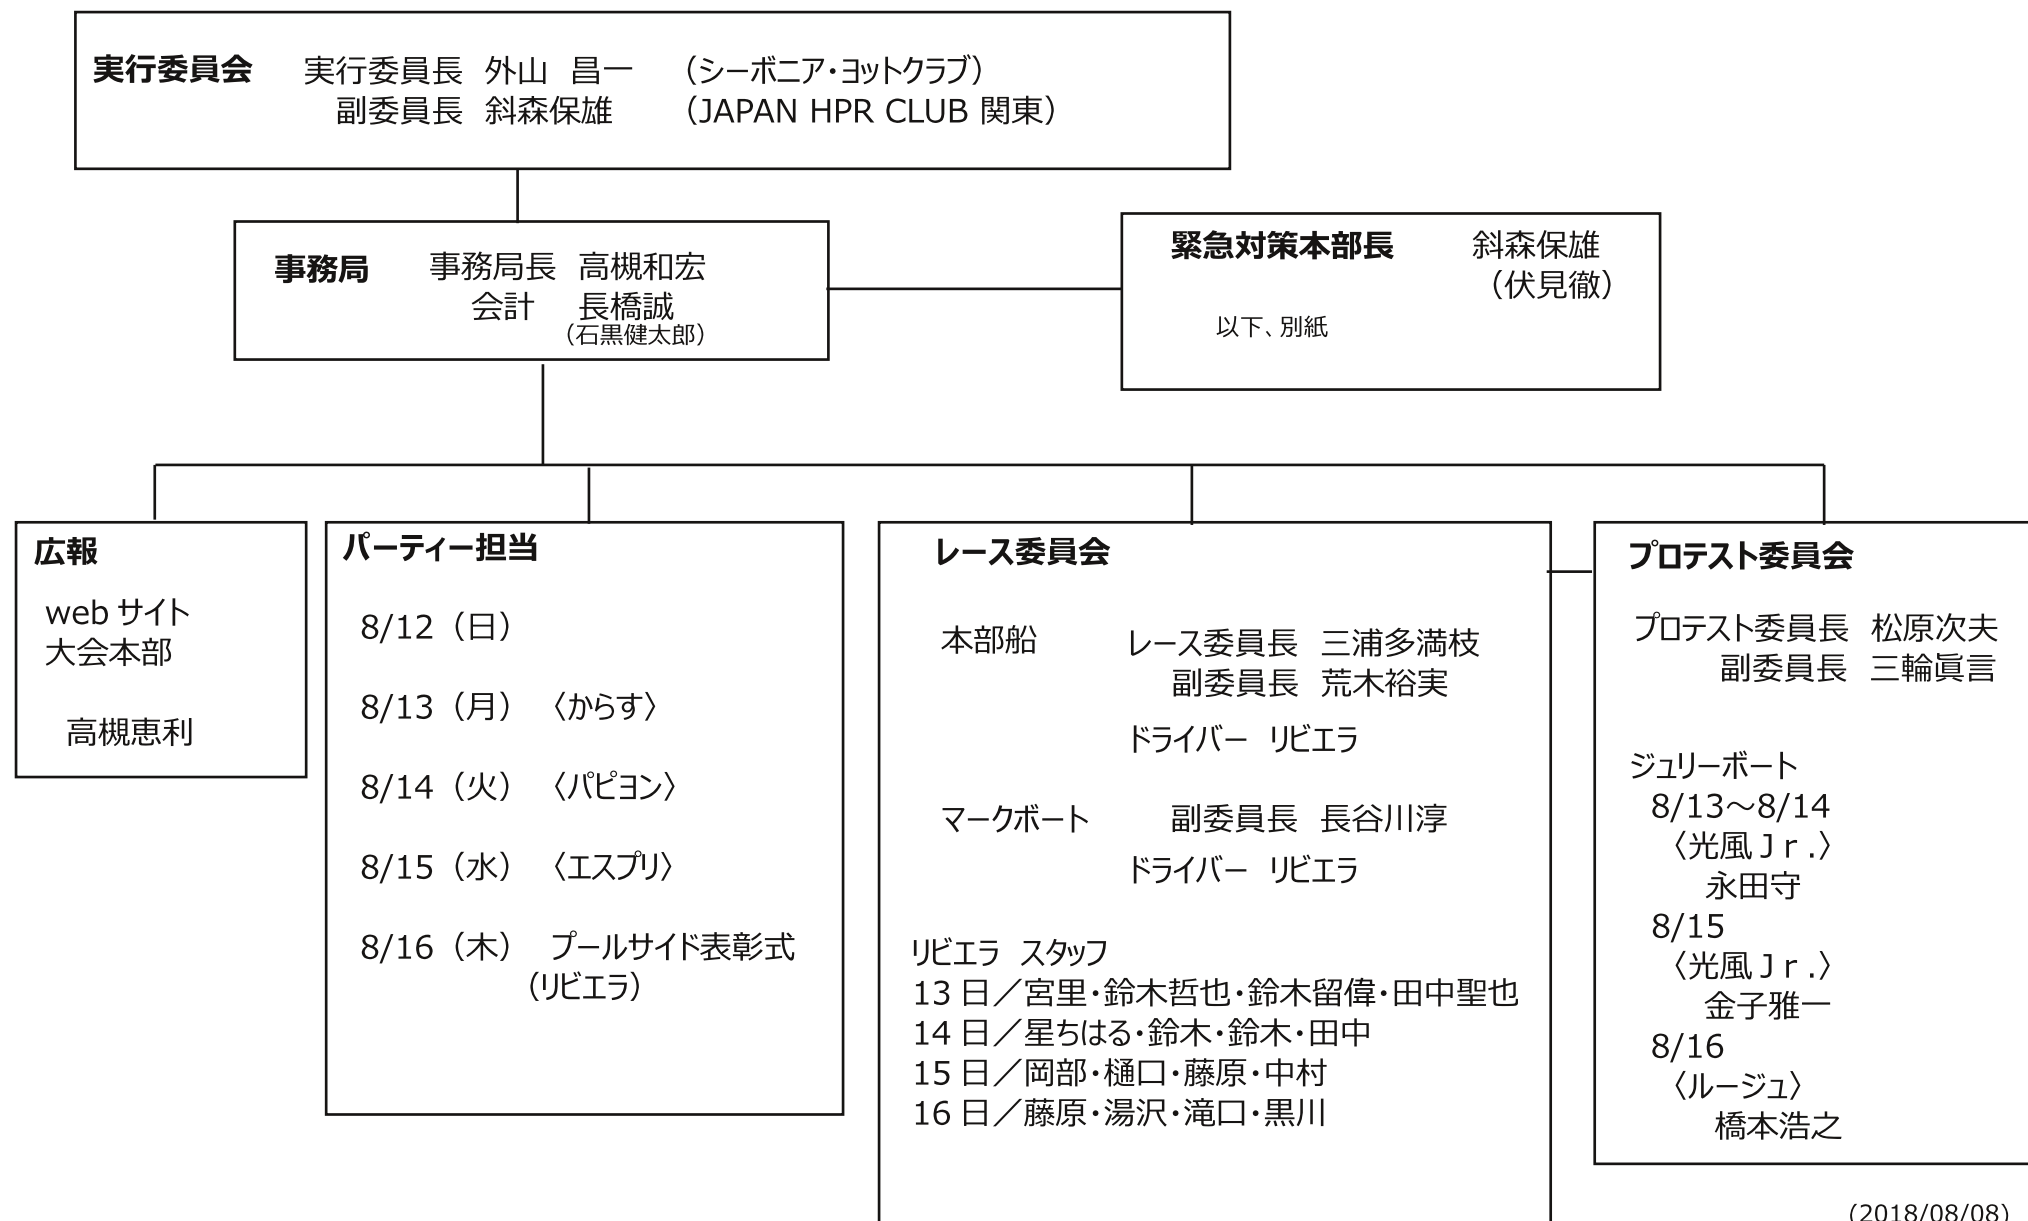 実行委員会 実行委員長 外山 昌一 （シーボニア・ヨットクラブ）
副委員長 斜森保雄 （JAPAN HPR CLUB 関東）
事務局 事務局長 高槻和宏
会計 長橋誠
（石黒健太郎）
緊急対策本部長 斜森保雄
（伏見徹）
以下、別紙
広報
web サイト
大会本部
高槻恵利
パーティー担当
8/12（日）
8/13（月） 〈からす〉
8/14（火） 〈パピヨン〉
8/15（水） 〈エスプリ〉
8/16（木） プールサイド表彰式
（リビエラ）
レース委員会
本部船 レース委員長 三浦多満枝
副委員長 荒木裕実
ドライバー リビエラ
マークボート 副委員長 長谷川淳
ドライバー リビエラ
リビエラ スタッフ
13 日／宮里・鈴木哲也・鈴木留偉・田中聖也
14 日／星ちはる・鈴木・鈴木・田中
15 日／岡部・樋口・藤原・中村
16 日／藤原・湯沢・滝口・黒川
プロテスト委員会
プロテスト委員長 松原次夫
副委員長 三輪眞言
ジュリーボート
8/13～8/14
〈光風Ｊｒ.〉
永田守
8/15
〈光風Ｊｒ.〉
金子雅一
8/16
〈ルージュ〉
橋本浩之
（2018/08/08）